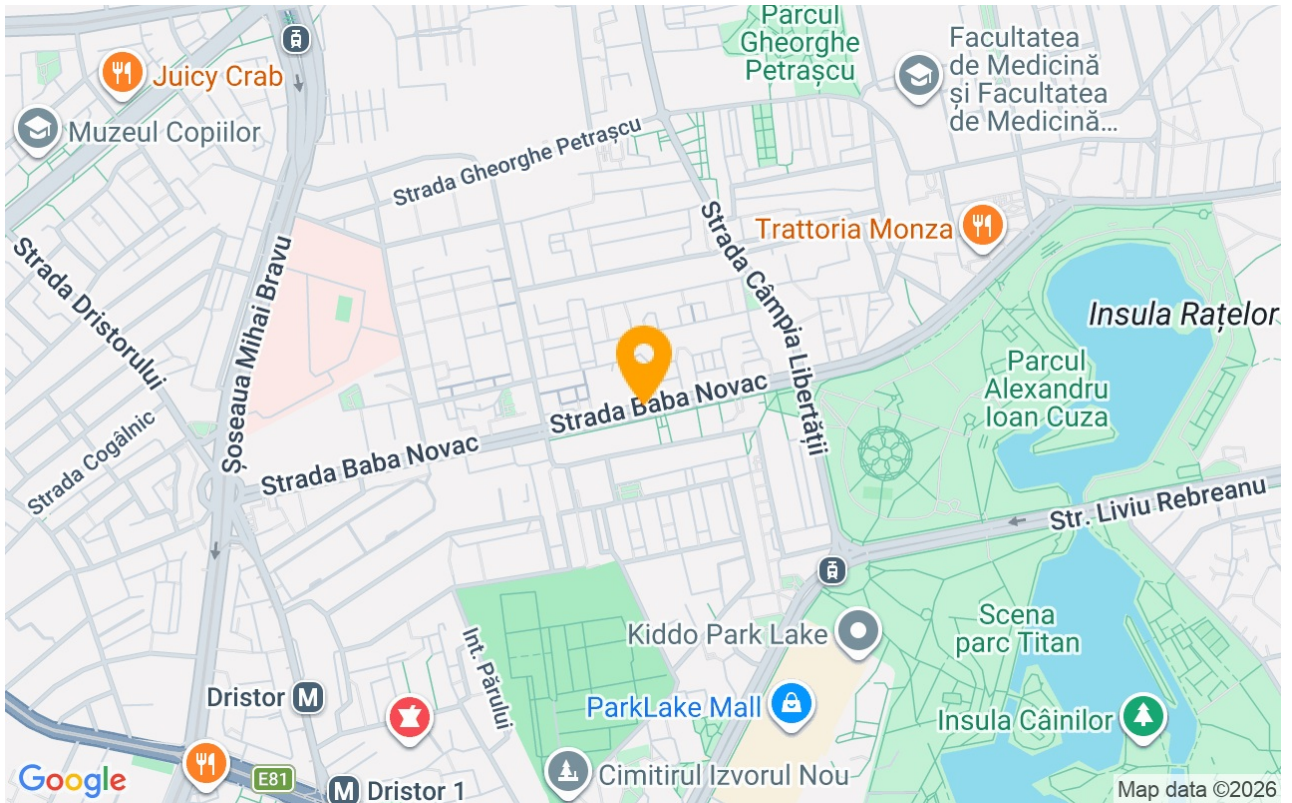 Parcul
Gheorghe
Petrașcu
Facultatea
de Medicină
și Facultatea
de Medicină...
Juicy Crab
Muzeul Copiilor
Strada Gheorghe Petrașcu
Trattoria Monza
Strada Câmpia Libertății
Strada Dristorului
Șoseaua Mihai Bravu
Insula Rațelor
Parcul
Alexandru
Ioan Cuza
Strada Baba Novac
Strada Cogâlnic
Strada Baba Novac
Str. Liviu Rebreanu
Scena
parc Titan
Kiddo Park Lake
Int. Părului
Dristor M
ParkLake Mall
Insula Câinilor
Google
E81
M Dristor 1
Cimitirul Izvorul Nou
Map data ©2026